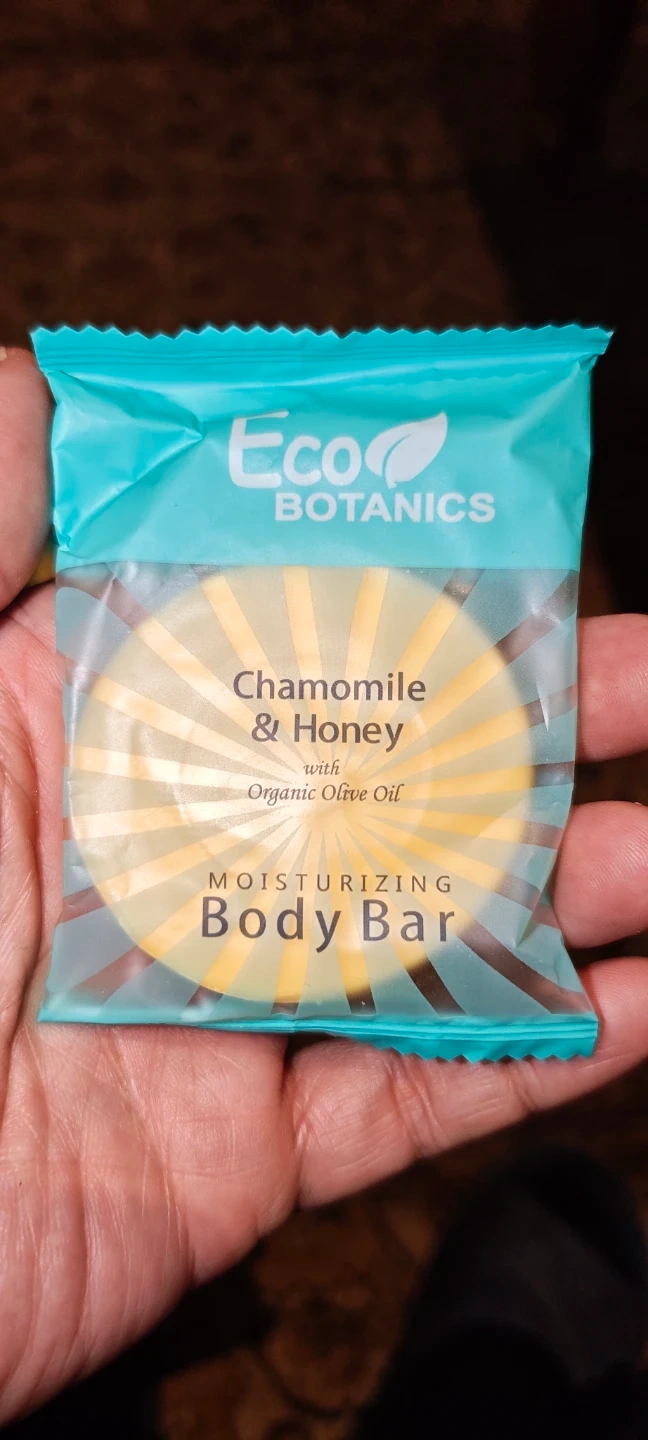 Eco
BOTANICS
Chamomile
& Honey
with
Organic Olive Oil
MOISTURIZING
Body Bar